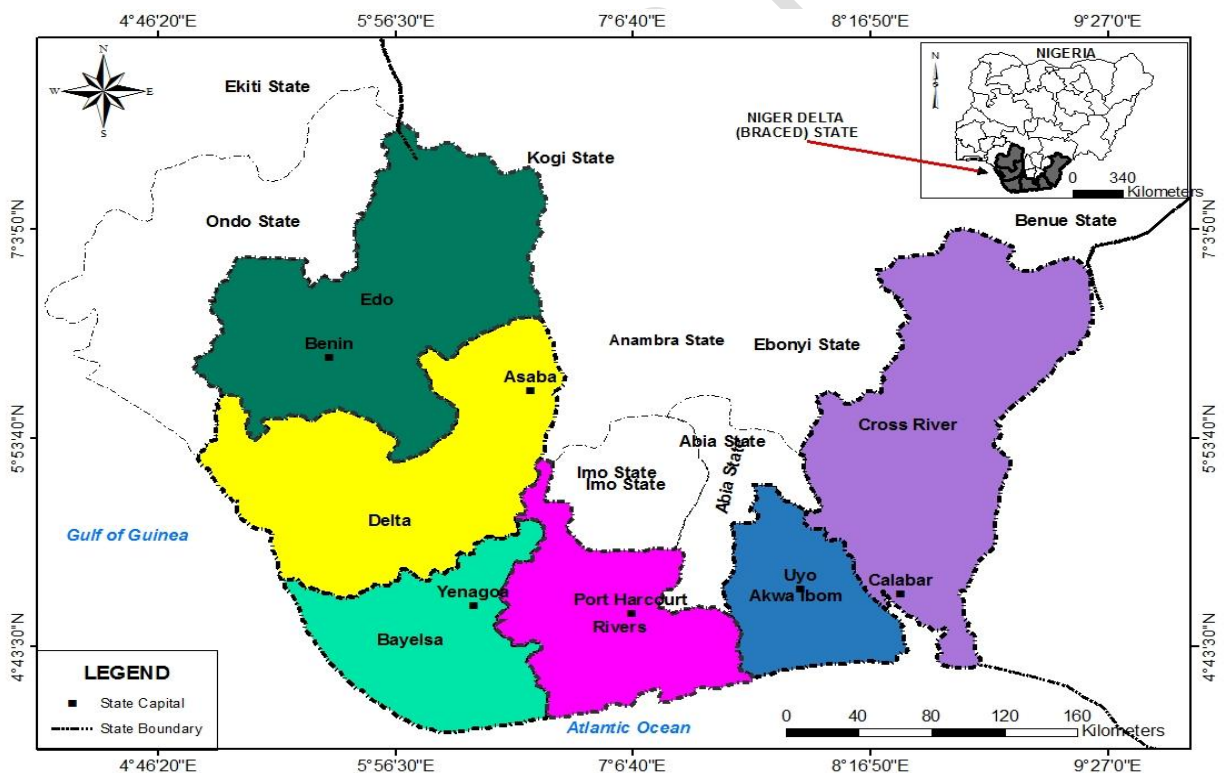 4°46'20"E
5°56'30"E
7°6'40"E
8°16'50"E
9°27'0"E
N
W
E
S
Ekiti State
Kogi State
Ondo State
NIGER DELTA
(BRACED) STATE
N
NIGERIA
0 340
Kilometers
Benue State
7°3'50"N
7°3'50"N
Edo
Benin
Anambra State
Ebonyi State
Asaba
Cross River
Abia State
5°53'40"N
5°53'40"N
Imo State
Imo State
Abia State
Delta
Gulf of Guinea
Uyo
Calabar
Yenagoa
Port Harcourt
Akwa Ibom
Rivers
Bayelsa
4°43'30"N
4°43'30"N
LEGEND
State Capital
State Boundary
Atlantic Ocean
0 40 80 120 160
Kilometers
4°46'20"E
5°56'30"E
7°6'40"E
8°16'50"E
9°27'0"E